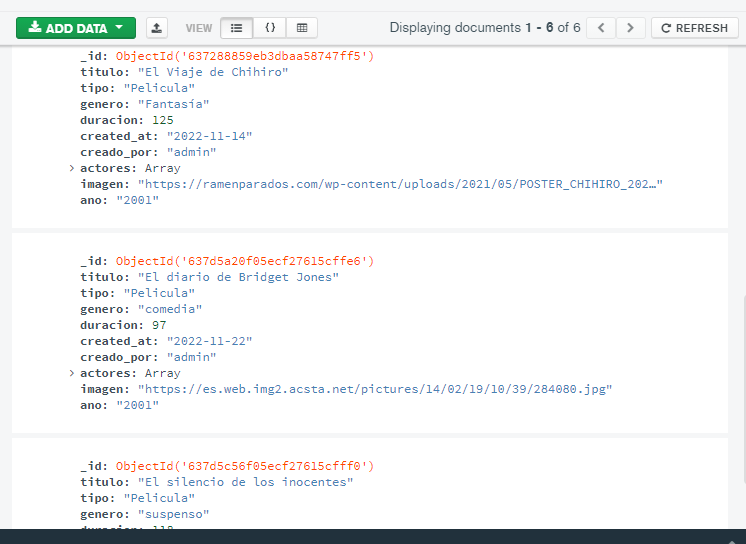 ADD DATA VIEW {} Displaying documents 1 - 6 of 6 < > REFRESH
_id: ObjectId('637288859eb3dbaa58747ff5')
titulo: "El Viaje de Chihiro"
tipo: "Pelicula"
genero: "Fantasía"
duracion: 125
created_at: "2022-11-14"
creado_por: "admin"
> actores: Array
imagen: "https://ramenparados.com/wp-content/uploads/2021/05/POSTER_CHIHIRO_202…"
ano: "2001"
_id: ObjectId('637d5a20f05ecf27615cffe6')
titulo: "El diario de Bridget Jones"
tipo: "Pelicula"
genero: "comedia"
duracion: 97
created_at: "2022-11-22"
creado_por: "admin"
> actores: Array
imagen: "https://es.web.img2.acsta.net/pictures/14/02/19/10/39/284080.jpg"
ano: "2001"
_id: ObjectId('637d5c56f05ecf27615cfff0')
titulo: "El silencio de los inocentes"
tipo: "Pelicula"
genero: "suspenso"
duracion: